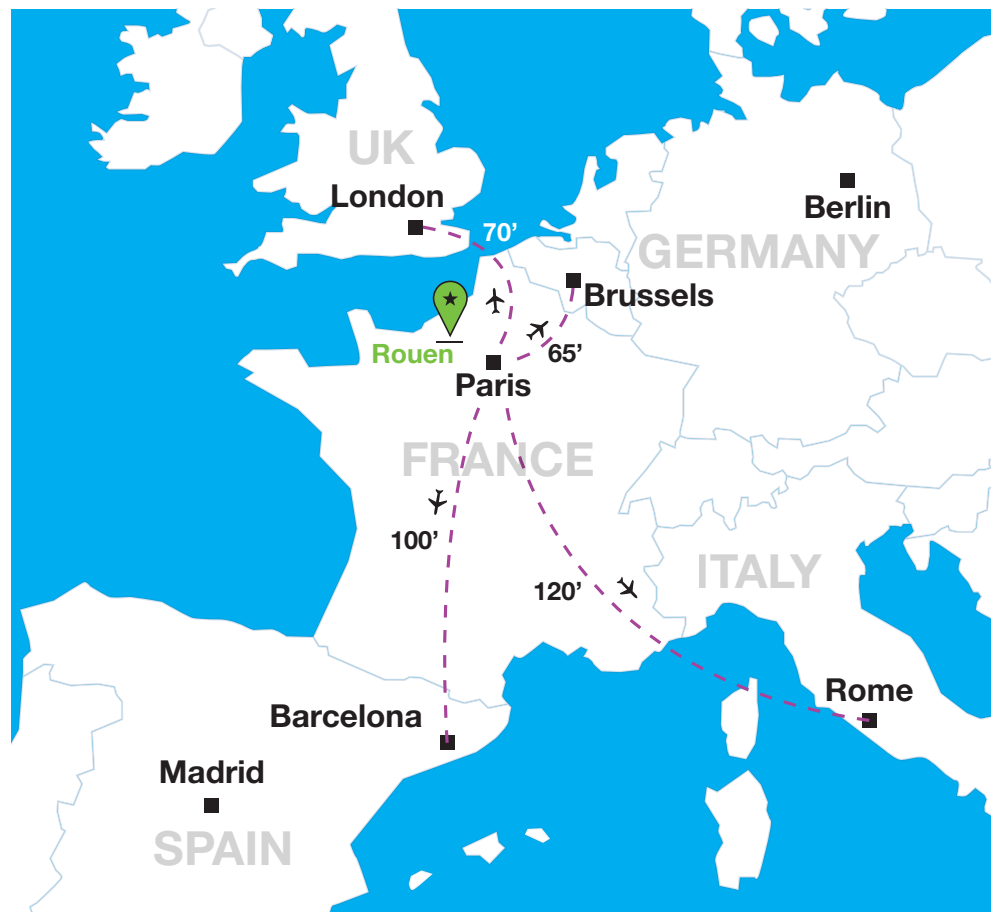 UK
London
70’
Berlin
GERMANY
Brussels
Rouen
65’
Paris
FRANCE
100’
120’
ITALY
Rome
Barcelona
Madrid
SPAIN